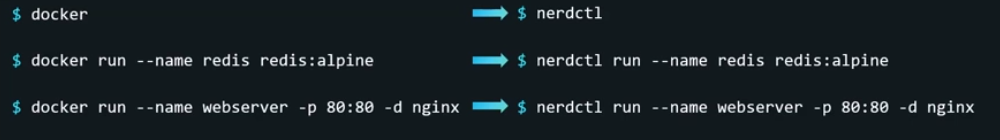 $ docker $ nerdctl
$ docker run --name redis redis:alpine $ nerdctl run --name redis redis:alpine
$ docker run --name webserver -p 80:80 -d nginx $ nerdctl run --name webserver -p 80:80 -d nginx